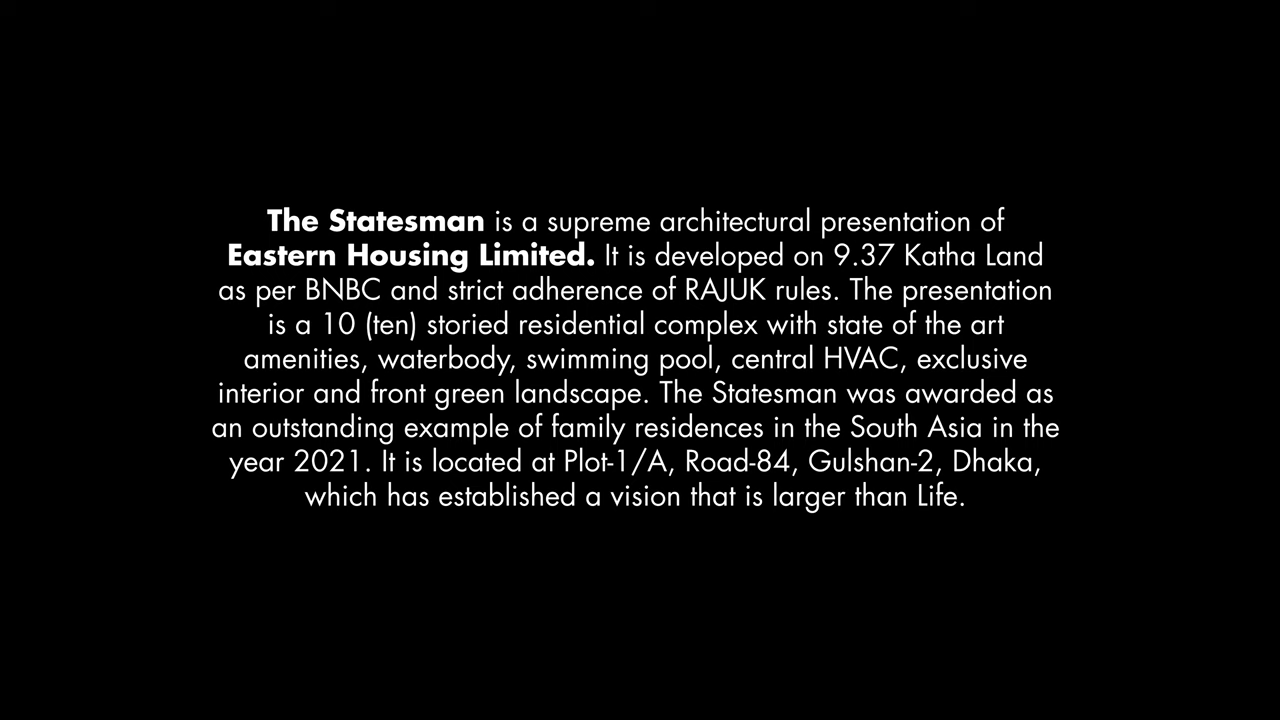 The Statesman is a supreme architectural presentation of
Eastern Housing Limited. It is developed on 9.37 Katha Land
as per BNBC and strict adherence of RAJUK rules. The presentation
is a 10 (ten) storied residential complex with state of the art
amenities, waterbody, swimming pool, central HVAC, exclusive
interior and front green landscape. The Statesman was awarded as
an outstanding example of family residences in the South Asia in the
year 2021. It is located at Plot-1/A, Road-84, Gulshan-2, Dhaka,
which has established a vision that is larger than Life.